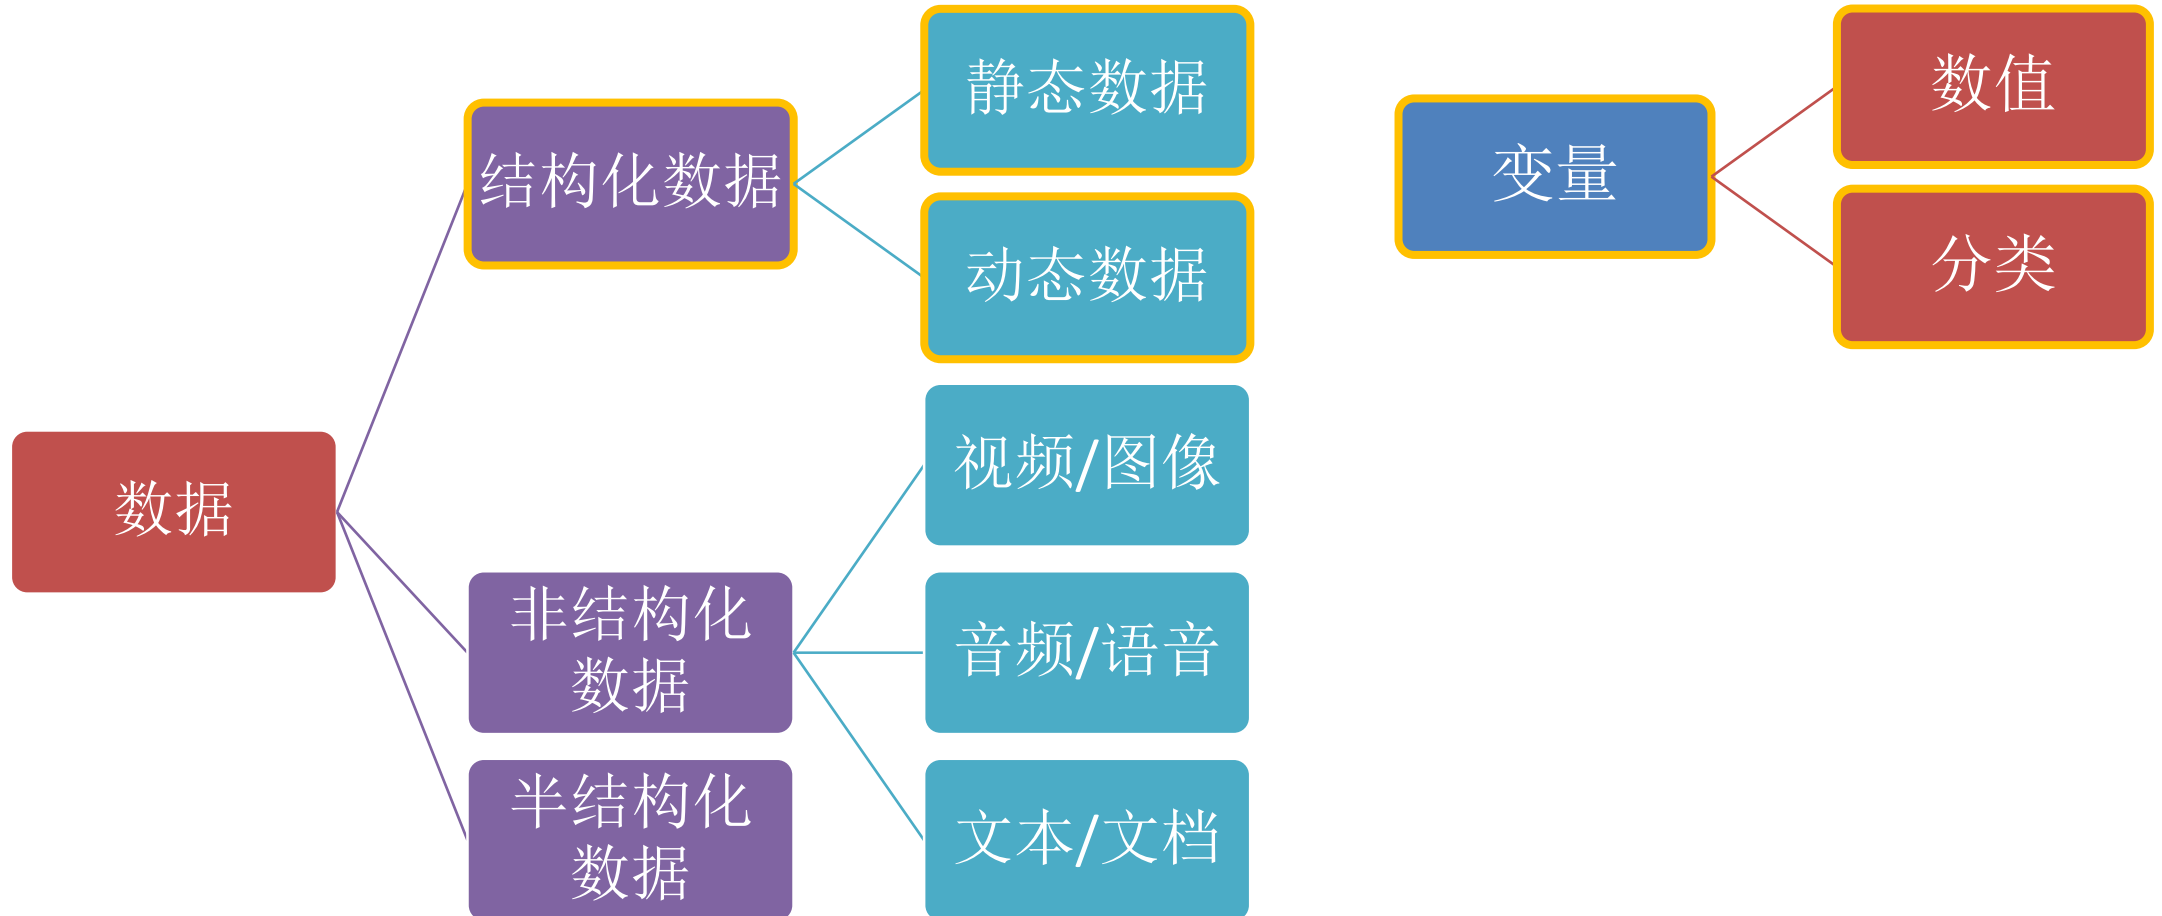 数据
结构化数据
静态数据
动态数据
非结构化
数据
视频/图像
音频/语音
文本/文档
半结构化
数据
变量
数值
分类